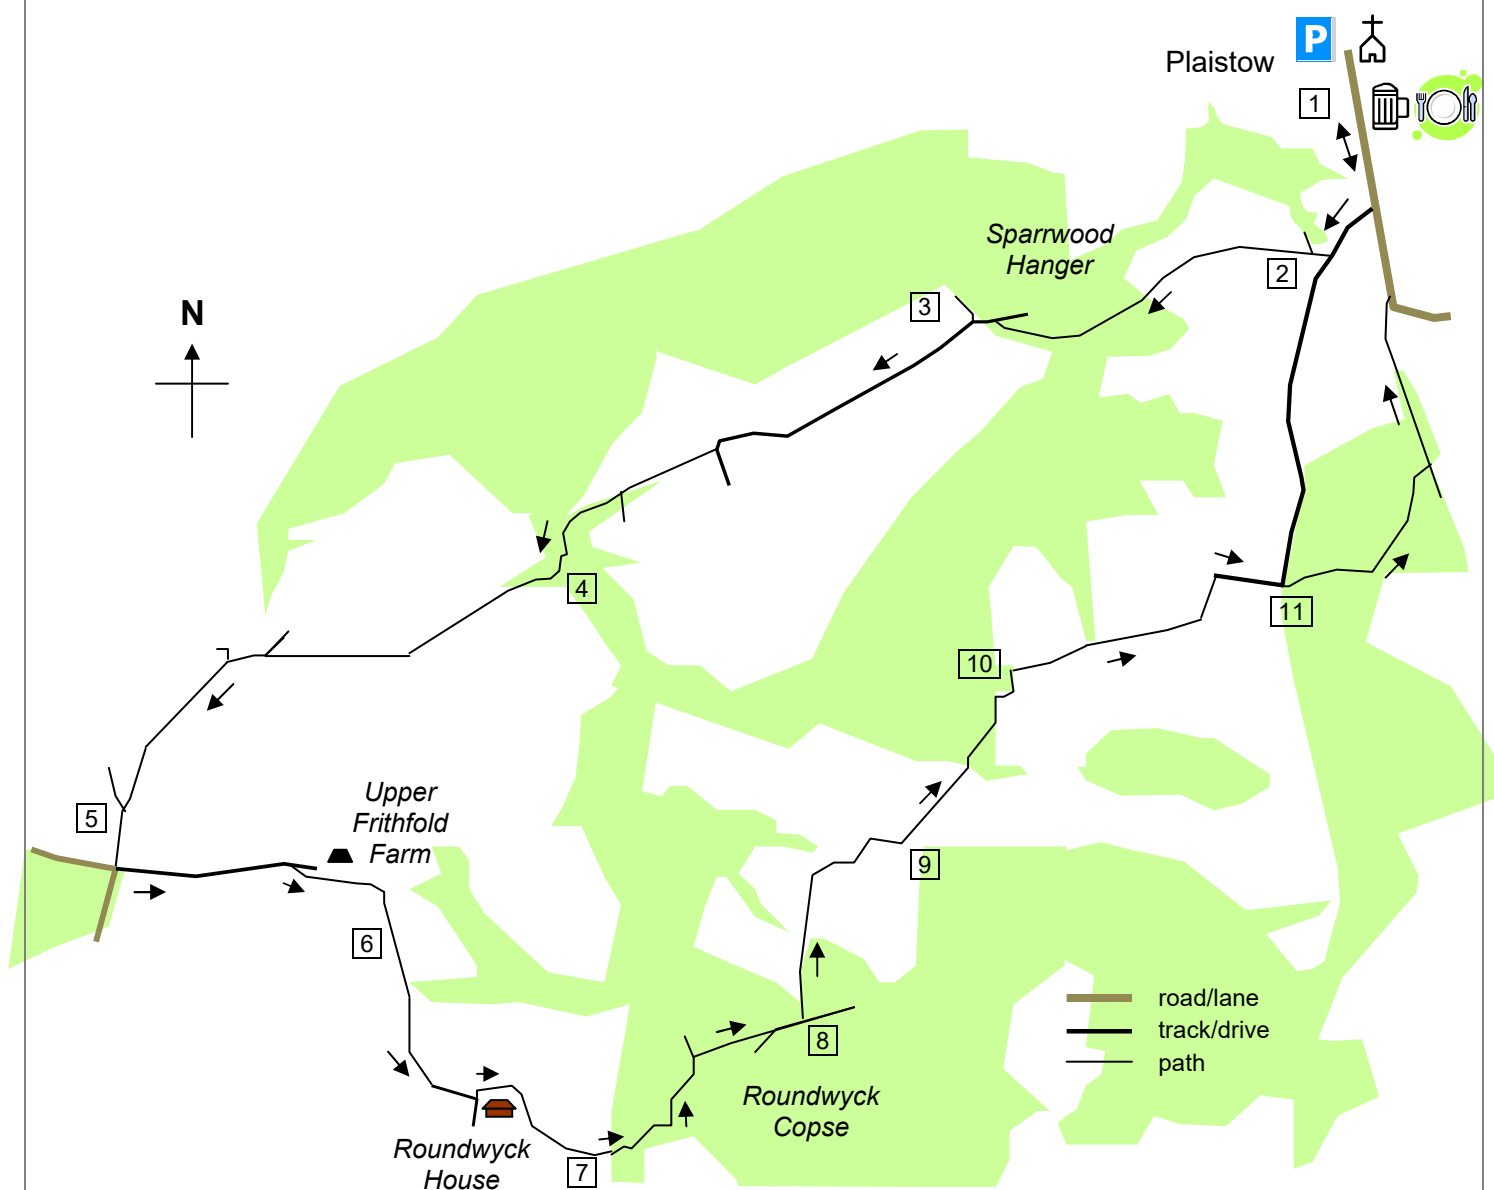 P
Plaistow
1
Sparrwood
Hanger
2
3
N
4
10
11
5
Upper
Frithfold
Farm
9
6
road/lane
track/drive
path
8
Roundwyck
Copse
Roundwyck
House
7